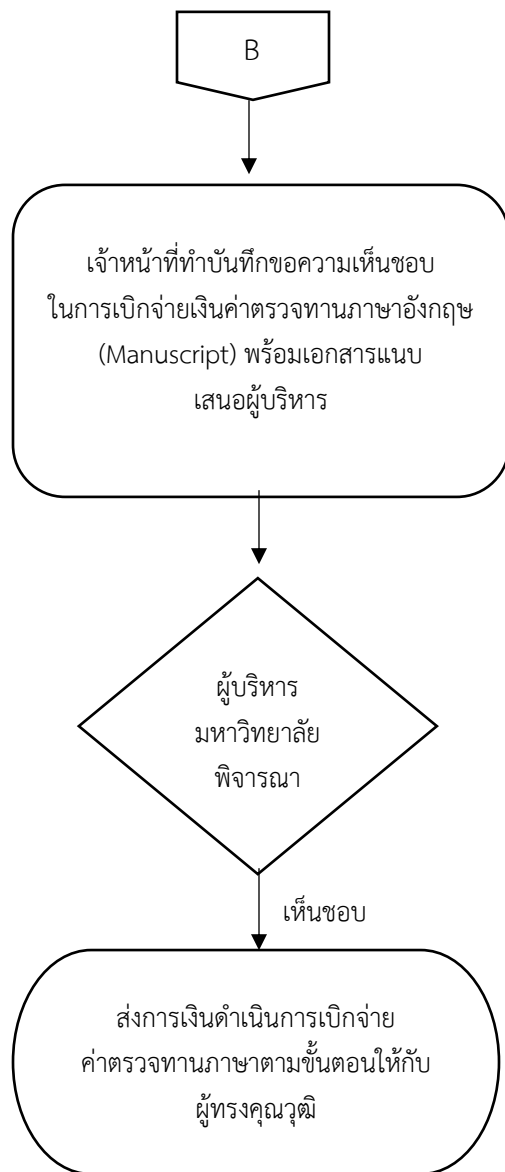 B
เจ้าหน้าที่ทำบันทึกขอความเห็นชอบ
ในการเบิกจ่ายเงินค่าตรวจทานภาษาอังกฤษ
(Manuscript) พร้อมเอกสารแนบ
เสนอผู้บริหาร
ผู้บริหาร
มหาวิทยาลัย
พิจารณา
เห็นชอบ
ส่งการเงินดำเนินการเบิกจ่าย
ค่าตรวจทานภาษาตามขั้นตอนให้กับ
ผู้ทรงคุณวุฒิ